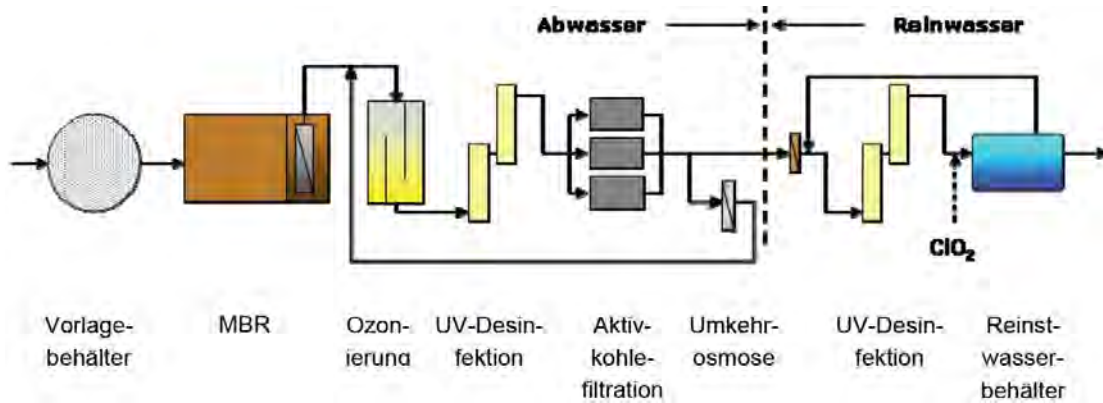 Abwasser
Reinwasser
ClO₂
Vorlage-
behälter
MBR
Ozon-
ierung
UV-Desin-
fektion
Aktiv-
kohle-
filtration
Umkehr-
osmose
UV-Desin-
fektion
Reinst-
wasser-
behälter